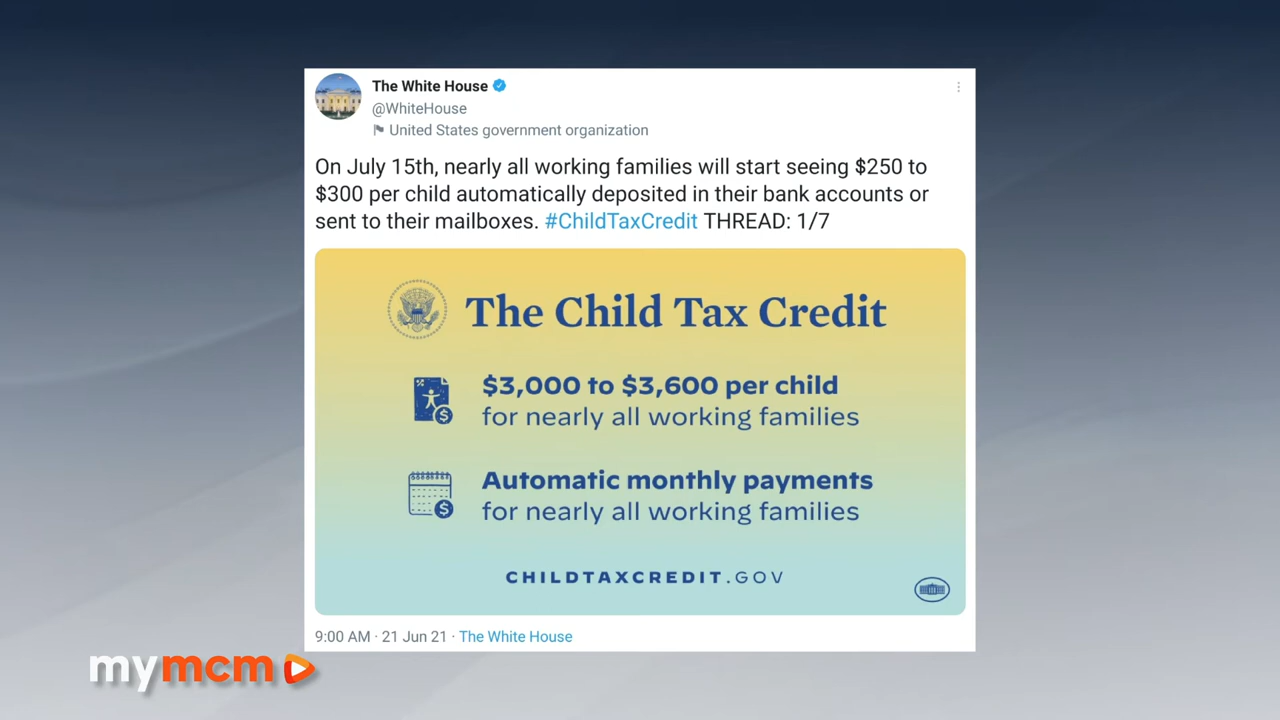 The White House
@WhiteHouse
United States government organization
On July 15th, nearly all working families will start seeing $250 to
$300 per child automatically deposited in their bank accounts or
sent to their mailboxes. #ChildTaxCredit THREAD: 1/7
The Child Tax Credit
$3,000 to $3,600 per child
for nearly all working families
Automatic monthly payments
for nearly all working families
CHILDTAXCREDIT.GOV
9:00 AM · 21 Jun 21 · The White House
mymcm